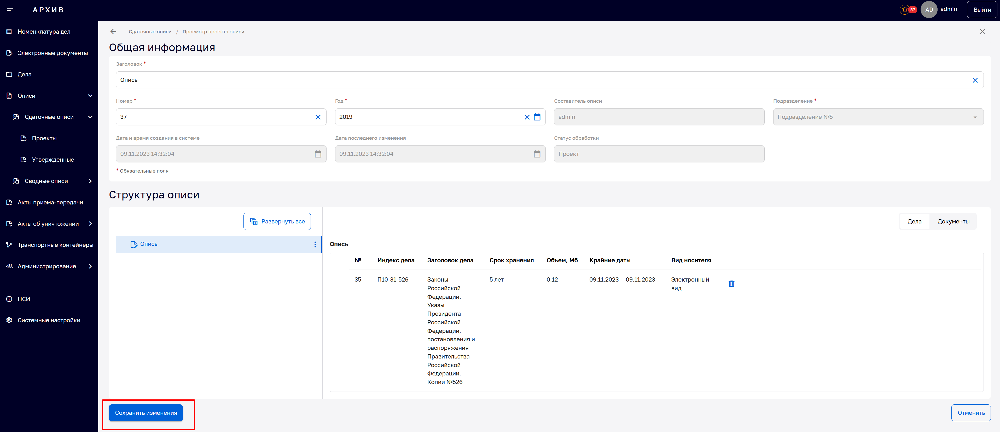 АРХИВ
57
AD
admin
Выйти
Номенклатура дел
Электронные документы
Дела
Описи
Сдаточные описи
Проекты
Утвержденные
Сводные описи
Акты приема-передачи
Акты об уничтожении
Транспортные контейнеры
Администрирование
НСИ
Системные настройки
Сдаточные описи / Просмотр проекта описи
Общая информация
Заголовок *
Опись
Номер *
37
Год *
2019
Составитель описи
admin
Подразделение *
Подразделение №5
Дата и время создания в системе
09.11.2023 14:32:04
Дата последнего изменения
09.11.2023 14:32:04
Статус обработки
Проект
* Обязательные поля
Структура описи
Развернуть все
Дела
Документы
Опись
Опись
№ Индекс дела Заголовок дела Срок хранения Объем, Мб Крайние даты Вид носителя
35 П10-31-526 Законы 5 лет 0.12 09.11.2023 — 09.11.2023 Электронный
Российской вид
Федерации.
Указы
Президента
Российской
Федерации,
постановления и
распоряжения
Правительства
Российской
Федерации.
Копии №526
Сохранить изменения
Отменить